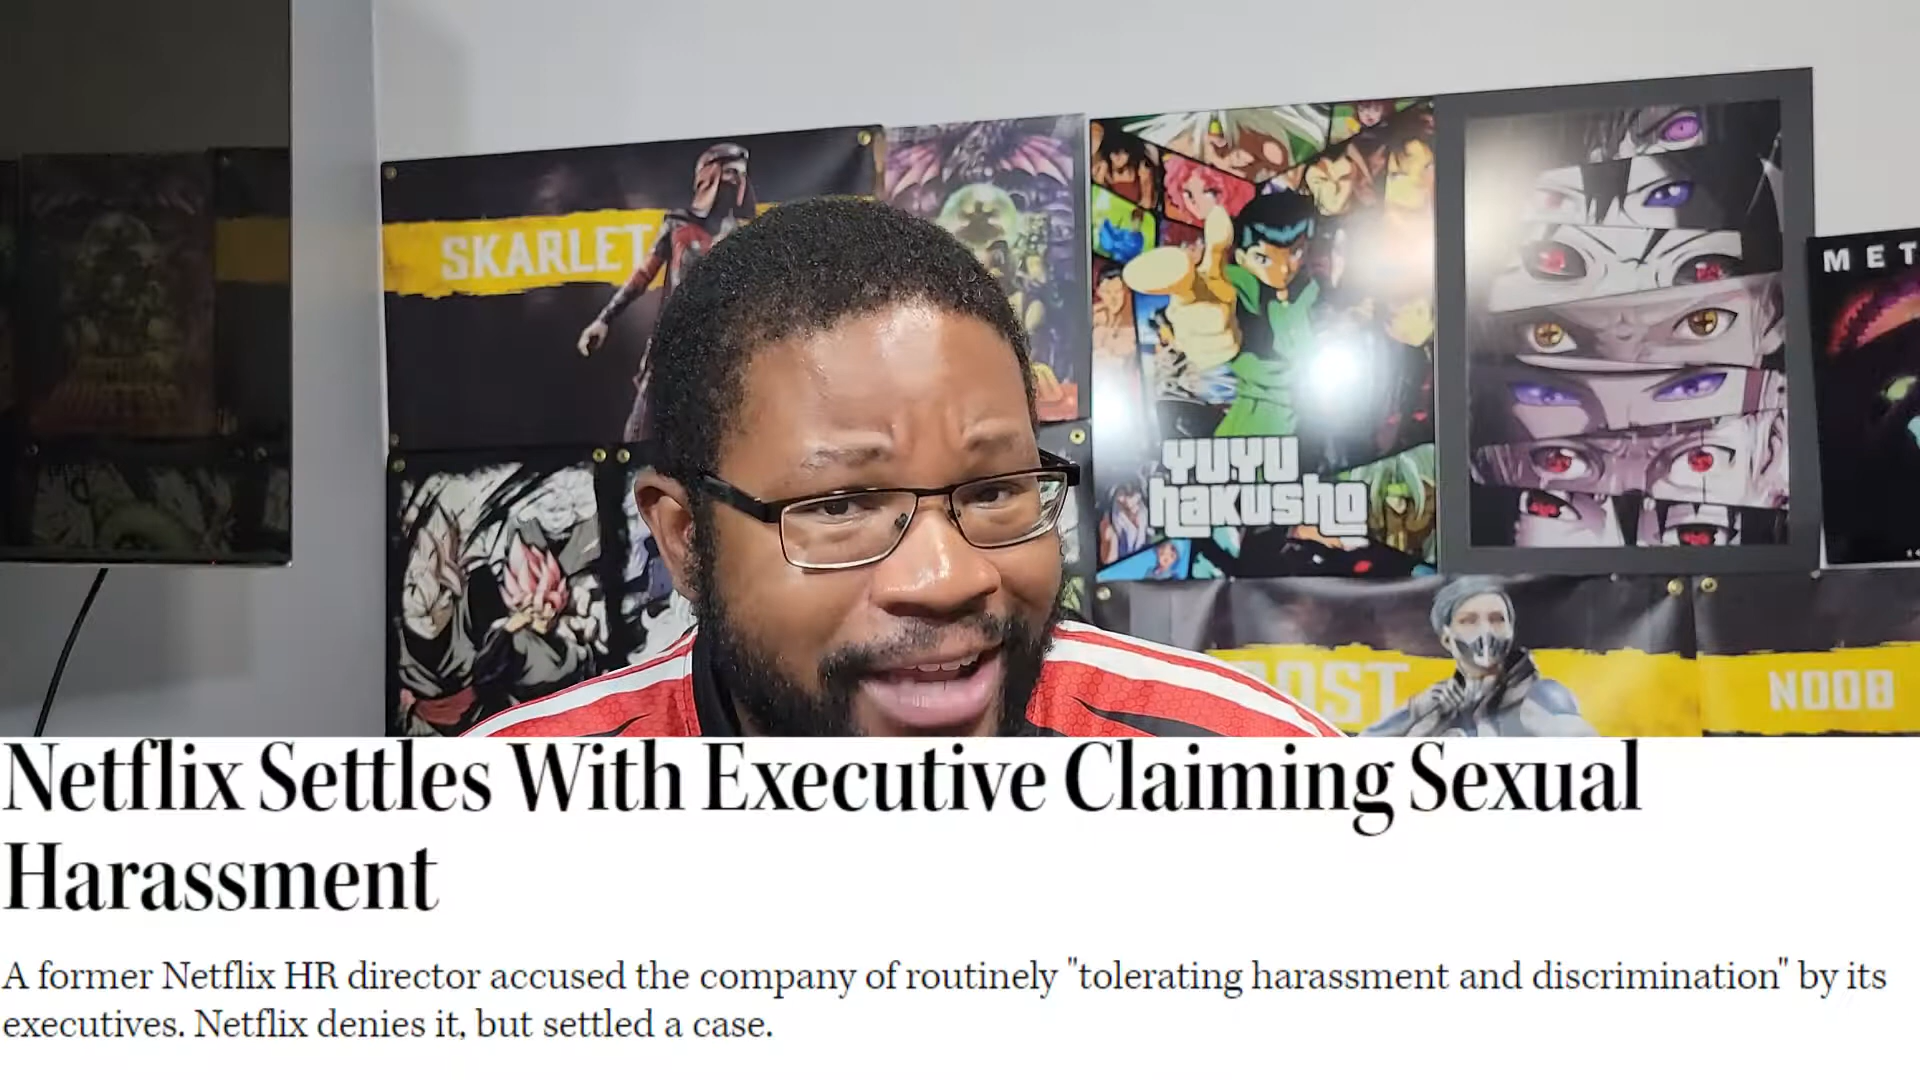 SKARLET
MET
YUYU
hakusho
OST
NOOB
Netflix Settles With Executive Claiming Sexual
Harassment
A former Netflix HR director accused the company of routinely "tolerating harassment and discrimination" by its
executives. Netflix denies it, but settled a case.